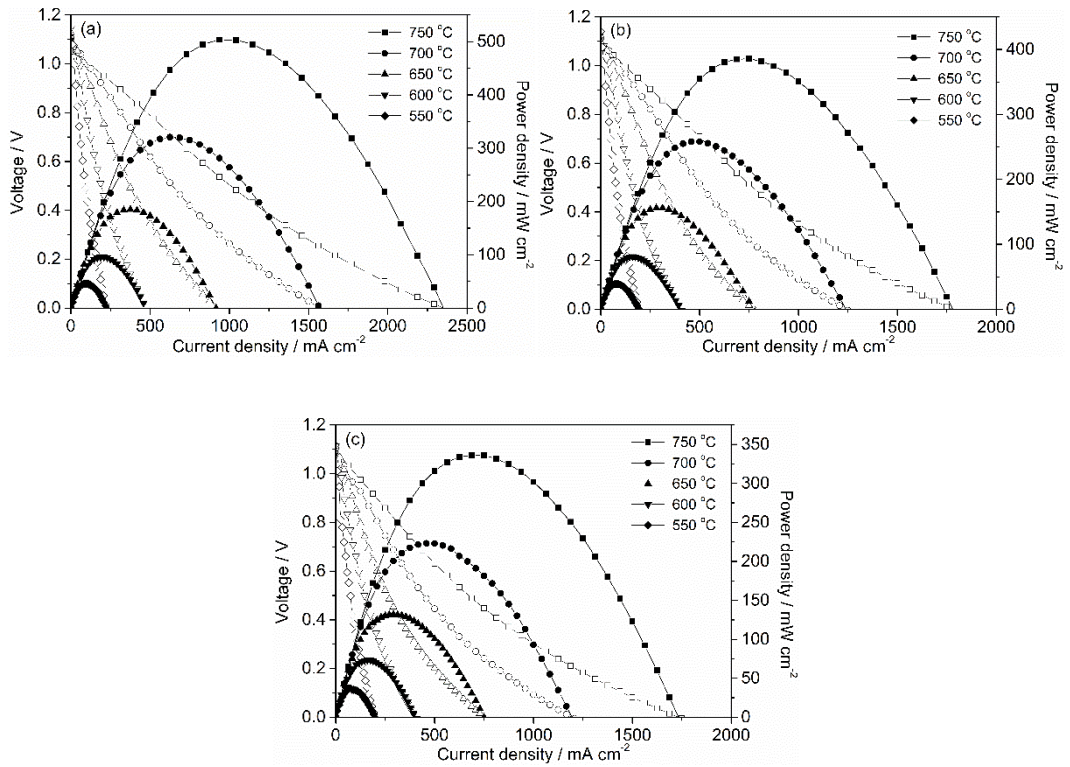 (a)
750 °C
700 °C
650 °C
600 °C
550 °C
Voltage / V
1.2
1.0
0.8
0.6
0.4
0.2
0.0
Power density / mW cm⁻²
500
400
300
200
100
0
0
500
1000
1500
2000
2500
Current density / mA cm⁻²
(b)
750 °C
700 °C
650 °C
600 °C
550 °C
Voltage / V
1.2
1.0
0.8
0.6
0.4
0.2
0.0
Power density / mW cm⁻²
400
300
200
100
0
0
500
1000
1500
2000
Current density / mA cm⁻²
(c)
750 °C
700 °C
650 °C
600 °C
550 °C
Voltage / V
1.2
1.0
0.8
0.6
0.4
0.2
0.0
Power density / mW cm⁻²
350
300
250
200
150
100
50
0
0
500
1000
1500
2000
Current density / mA cm⁻²